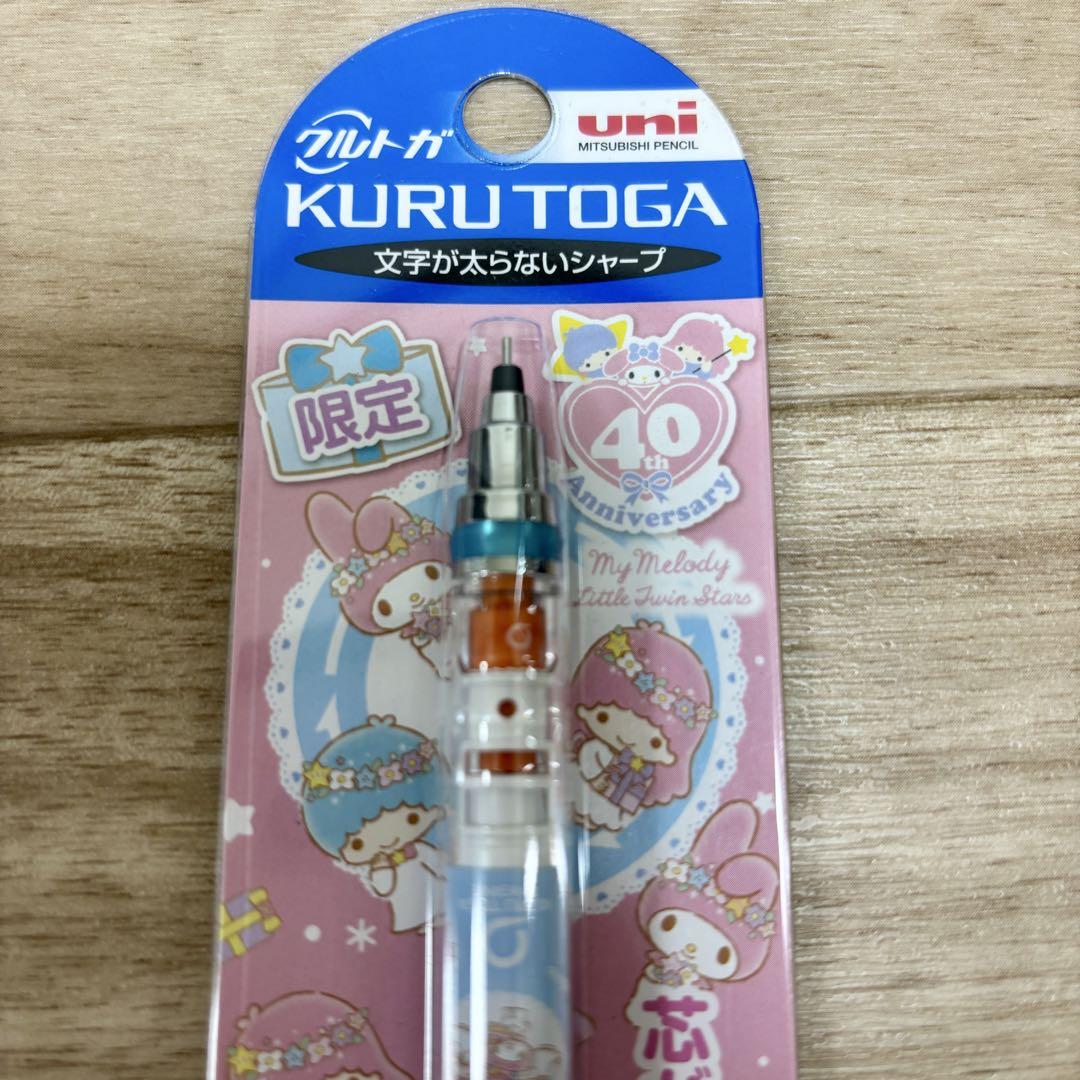 クルトガ
uni
MITSUBISHI PENCIL
KURU TOGA
文字が太らないシャープ
限定
40th
Anniversary
My Melody
Little Twin Stars
芯